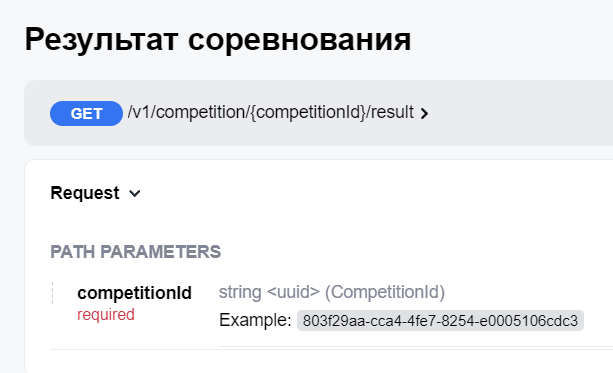 Результат соревнования
GET /v1/competition/{competitionId}/result
Request
PATH PARAMETERS
competitionId string <uuid> (CompetitionId)
required Example: 803f29aa-cca4-4fe7-8254-e0005106cdc3